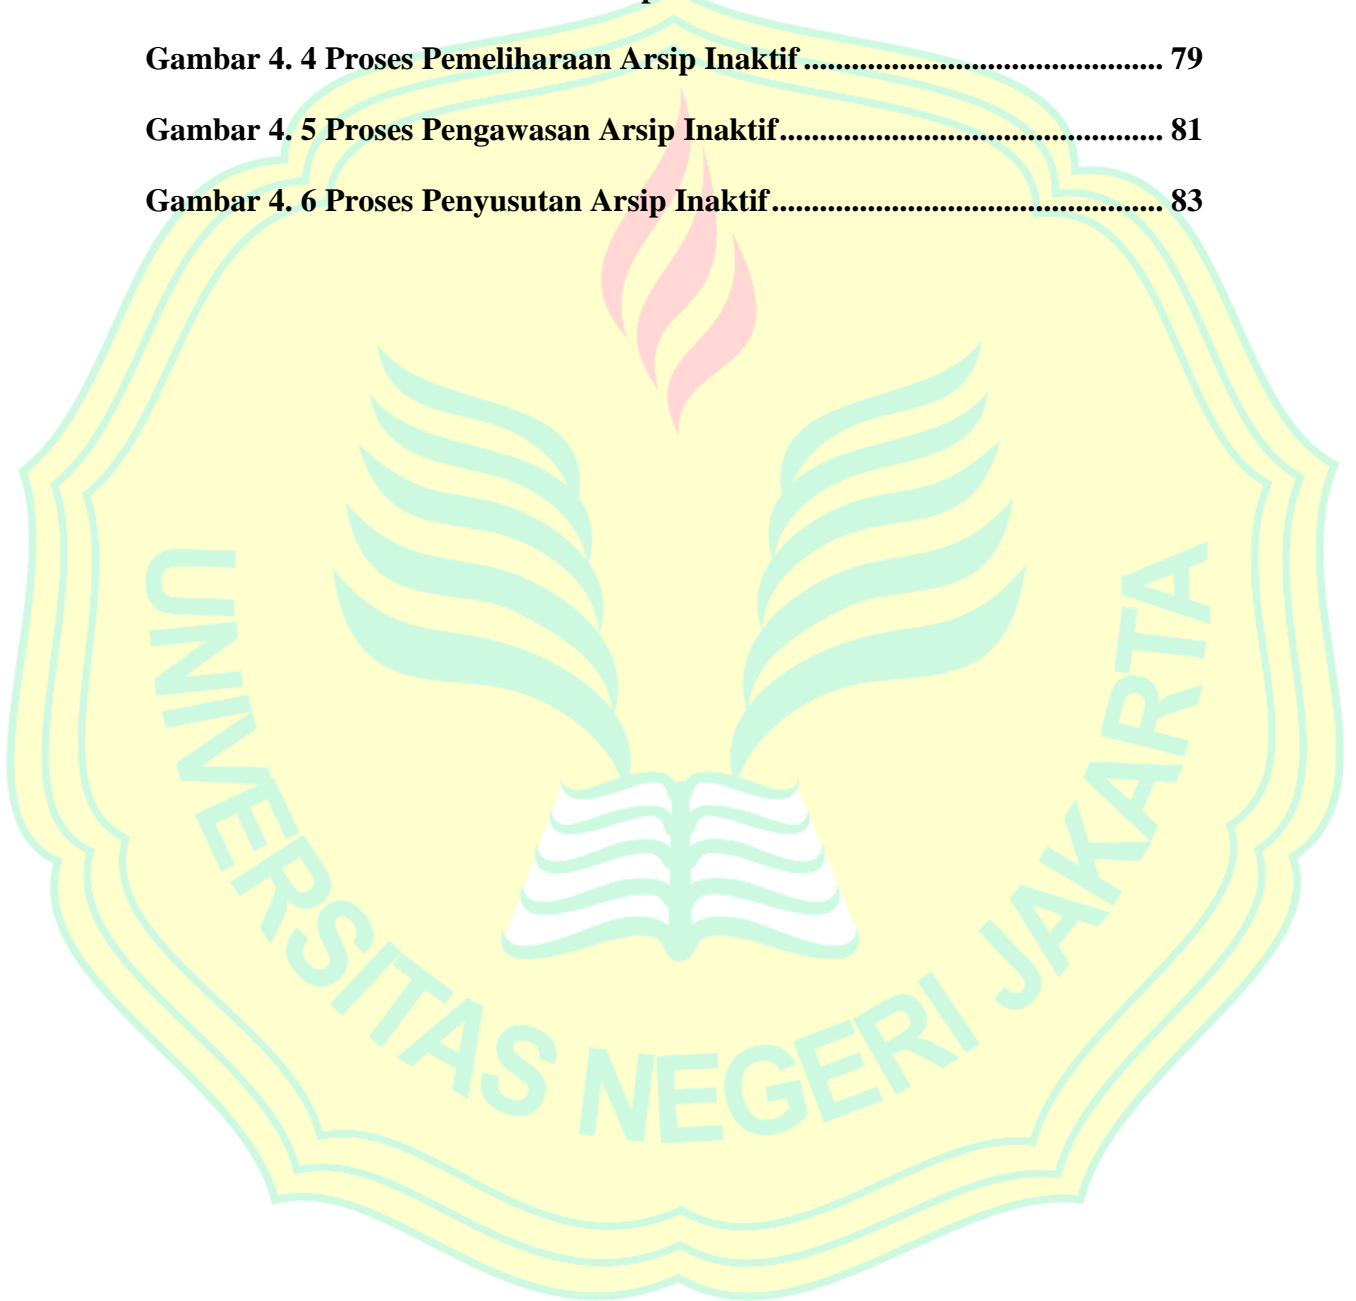 Gambar 4. 4 Proses Pemeliharaan Arsip Inaktif ............................................. 79
Gambar 4. 5 Proses Pengawasan Arsip Inaktif................................................ 81
Gambar 4. 6 Proses Penyusutan Arsip Inaktif................................................. 83
UNIVERSITAS NEGERI JAKARTA